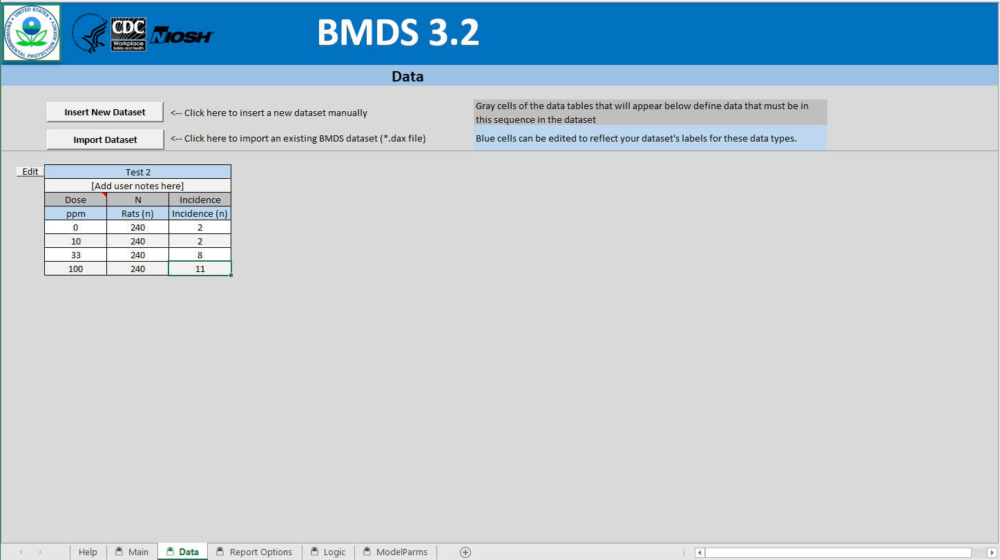 UNITED STATES
ENVIRONMENTAL PROTECTION AGENCY
CDC
Workplace
Safety and Health
NIOSH
BMDS 3.2
Data
Insert New Dataset <-- Click here to insert a new dataset manually
Gray cells of the data tables that will appear below define data that must be in
this sequence in the dataset
Import Dataset <-- Click here to import an existing BMDS dataset (*.dax file)
Blue cells can be edited to reflect your dataset's labels for these data types.
Edit Test 2
[Add user notes here]
Dose N Incidence
ppm Rats (n) Incidence (n)
0 240 2
10 240 2
33 240 8
100 240 11
Help Main Data Report Options Logic ModelParms